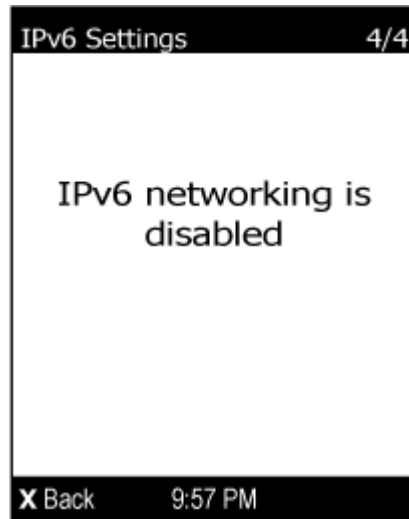 IPv6 Settings 4/4
IPv6 networking is
disabled
X Back 9:57 PM